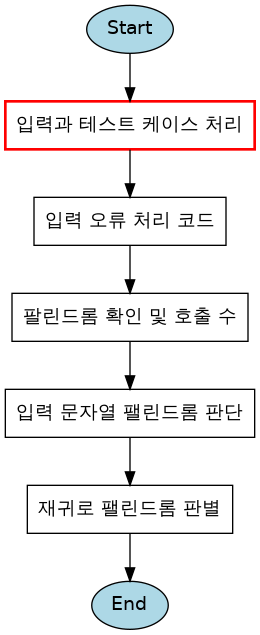 Start
입력과 테스트 케이스 처리
입력 오류 처리 코드
팔린드롬 확인 및 호출 수
입력 문자열 팰린드롬 판단
재귀로 팰린드롬 판별
End